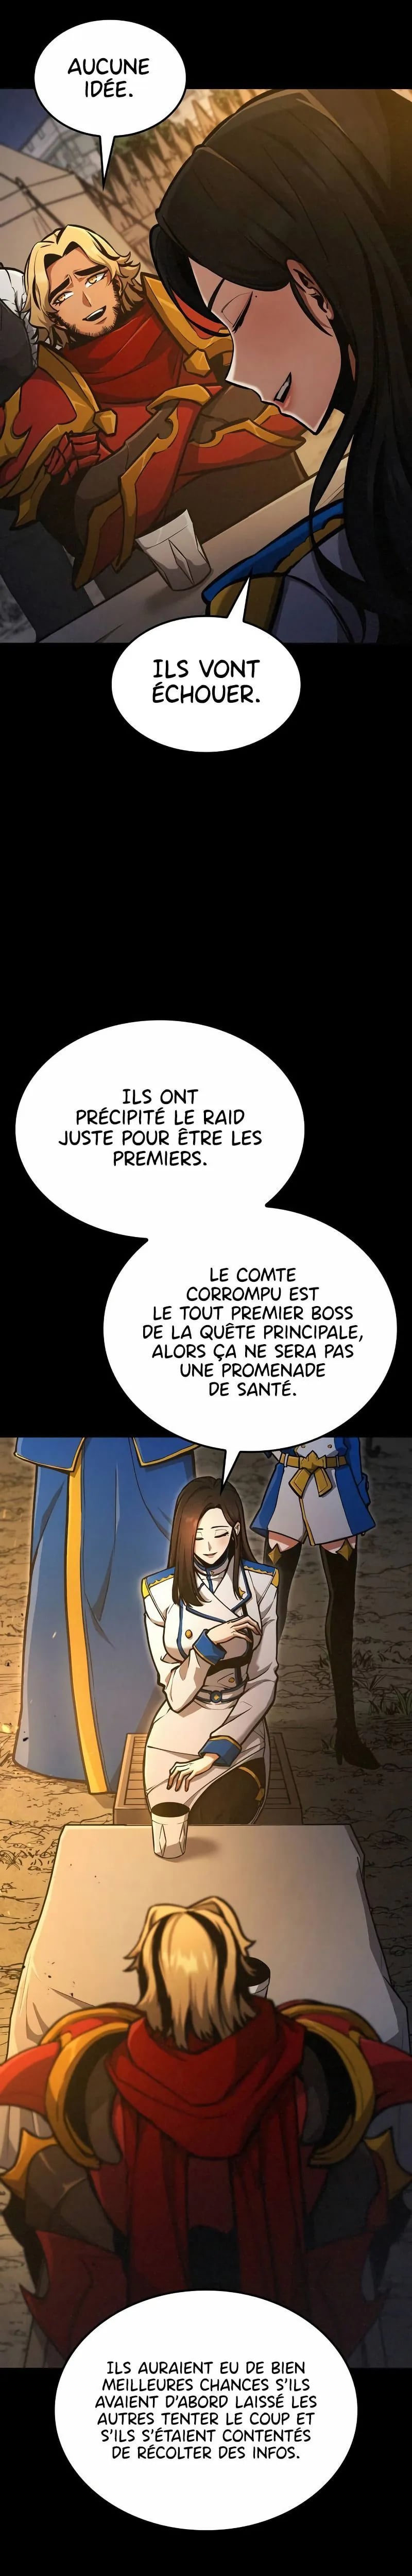 AUCUNE
IDÉE.
ILS VONT
ÉCHOUER.
ILS ONT
PRÉCIPITÉ LE RAID
JUSTE POUR ÊTRE LES
PREMIERS.
LE COMTE
CORROMPU EST
LE TOUT PREMIER BOSS
DE LA QUÊTE PRINCIPALE,
ALORS ÇA NE SERA PAS
UNE PROMENADE
DE SANTÉ.
ILS AURAIENT EU DE BIEN
MEILLEURES CHANCES S'ILS
AVAIENT D'ABORD LAISSÉ LES
AUTRES TENTER LE COUP ET
S'ILS S'ÉTAIENT CONTENTÉS
DE RÉCOLTER DES INFOS.